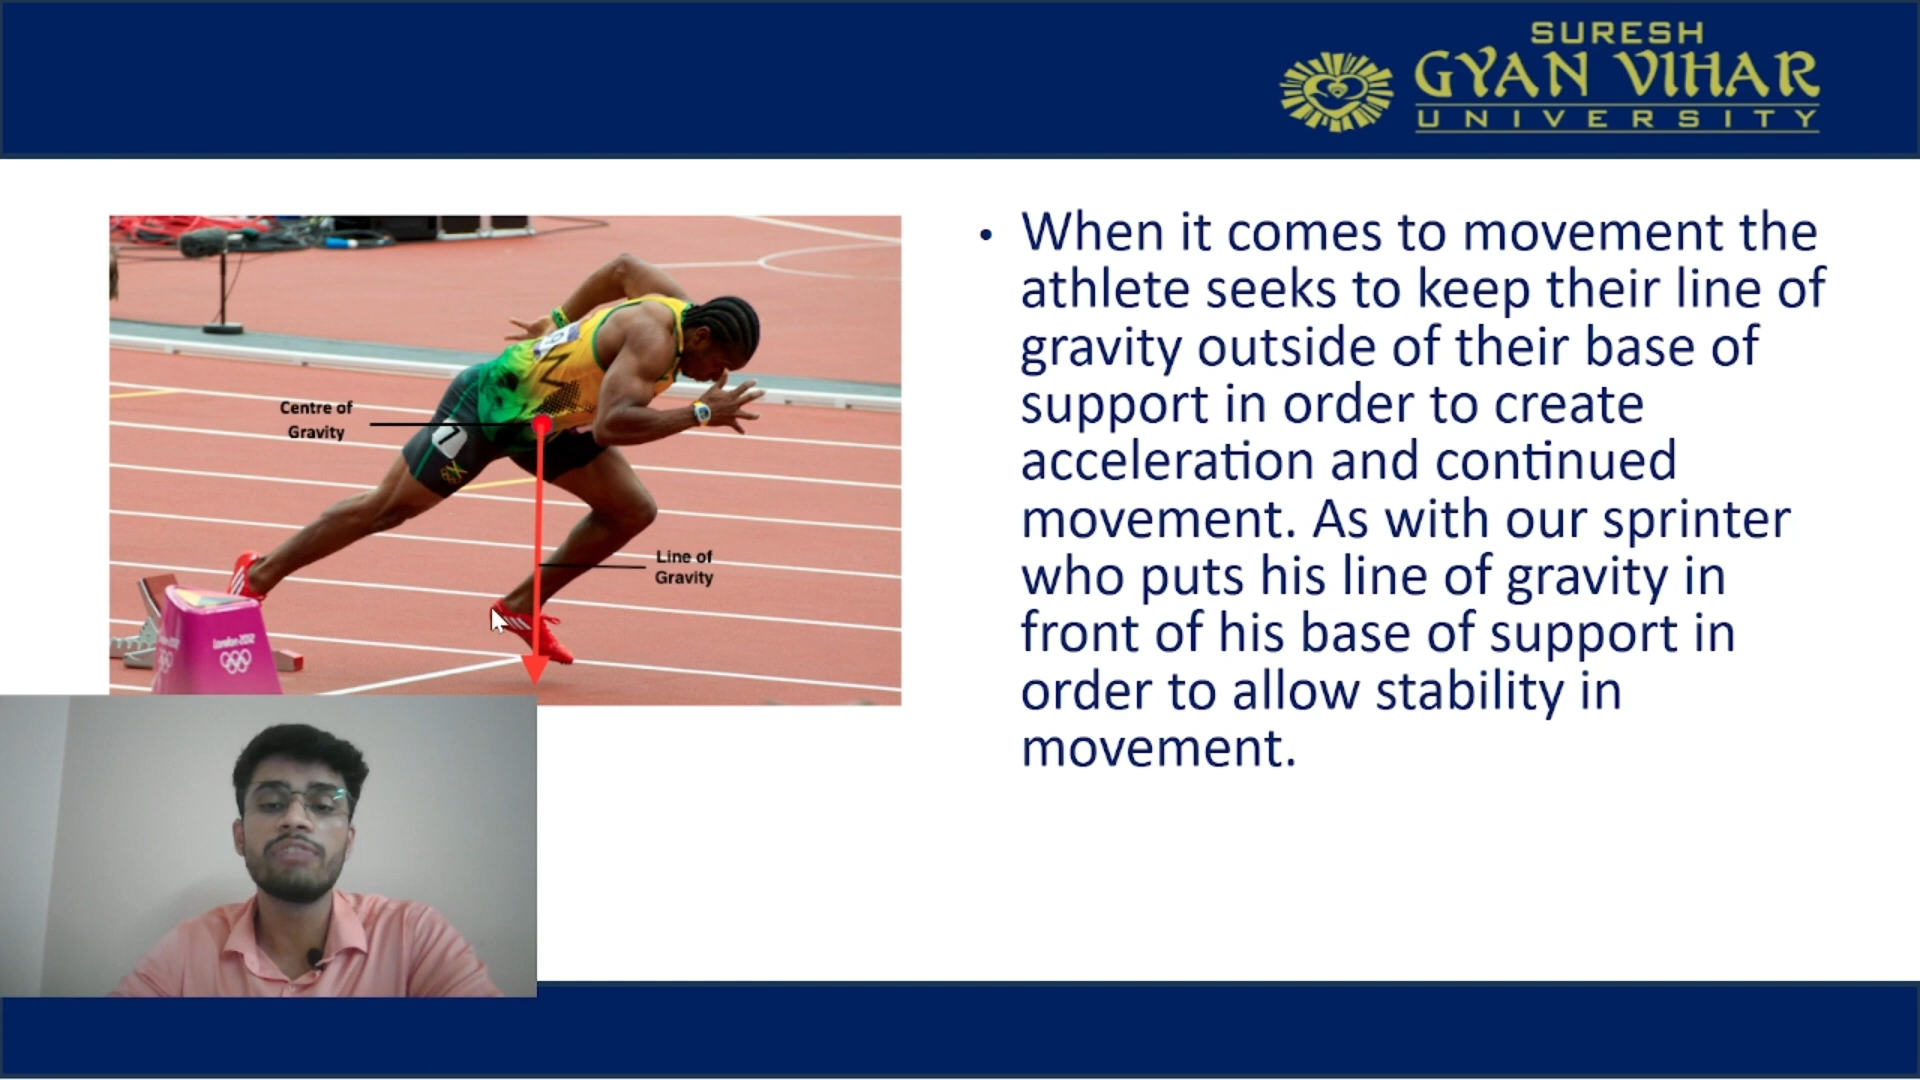 SURESH
GYAN VIHAR
UNIVERSITY
• When it comes to movement the
athlete seeks to keep their line of
gravity outside of their base of
support in order to create
acceleration and continued
movement. As with our sprinter
who puts his line of gravity in
front of his base of support in
order to allow stability in
movement.
Centre of
Gravity
Line of
Gravity
7
London 2012